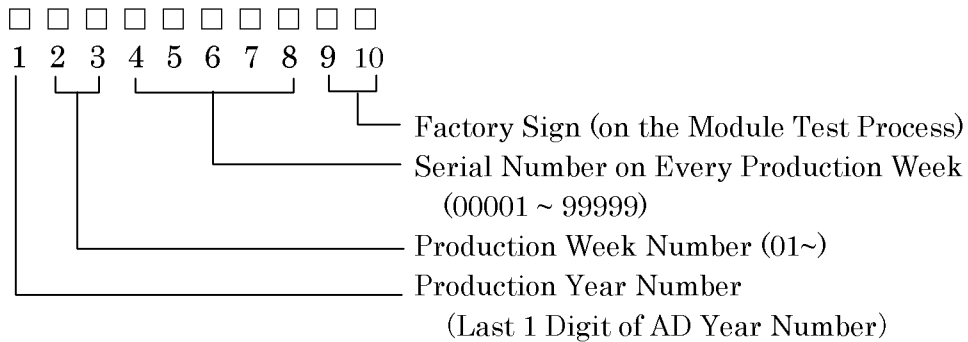 □ □ □ □ □ □ □ □ □ □
1 2 3 4 5 6 7 8 9 10
Factory Sign (on the Module Test Process)
Serial Number on Every Production Week
(00001 ~ 99999)
Production Week Number (01~)
Production Year Number
(Last 1 Digit of AD Year Number)